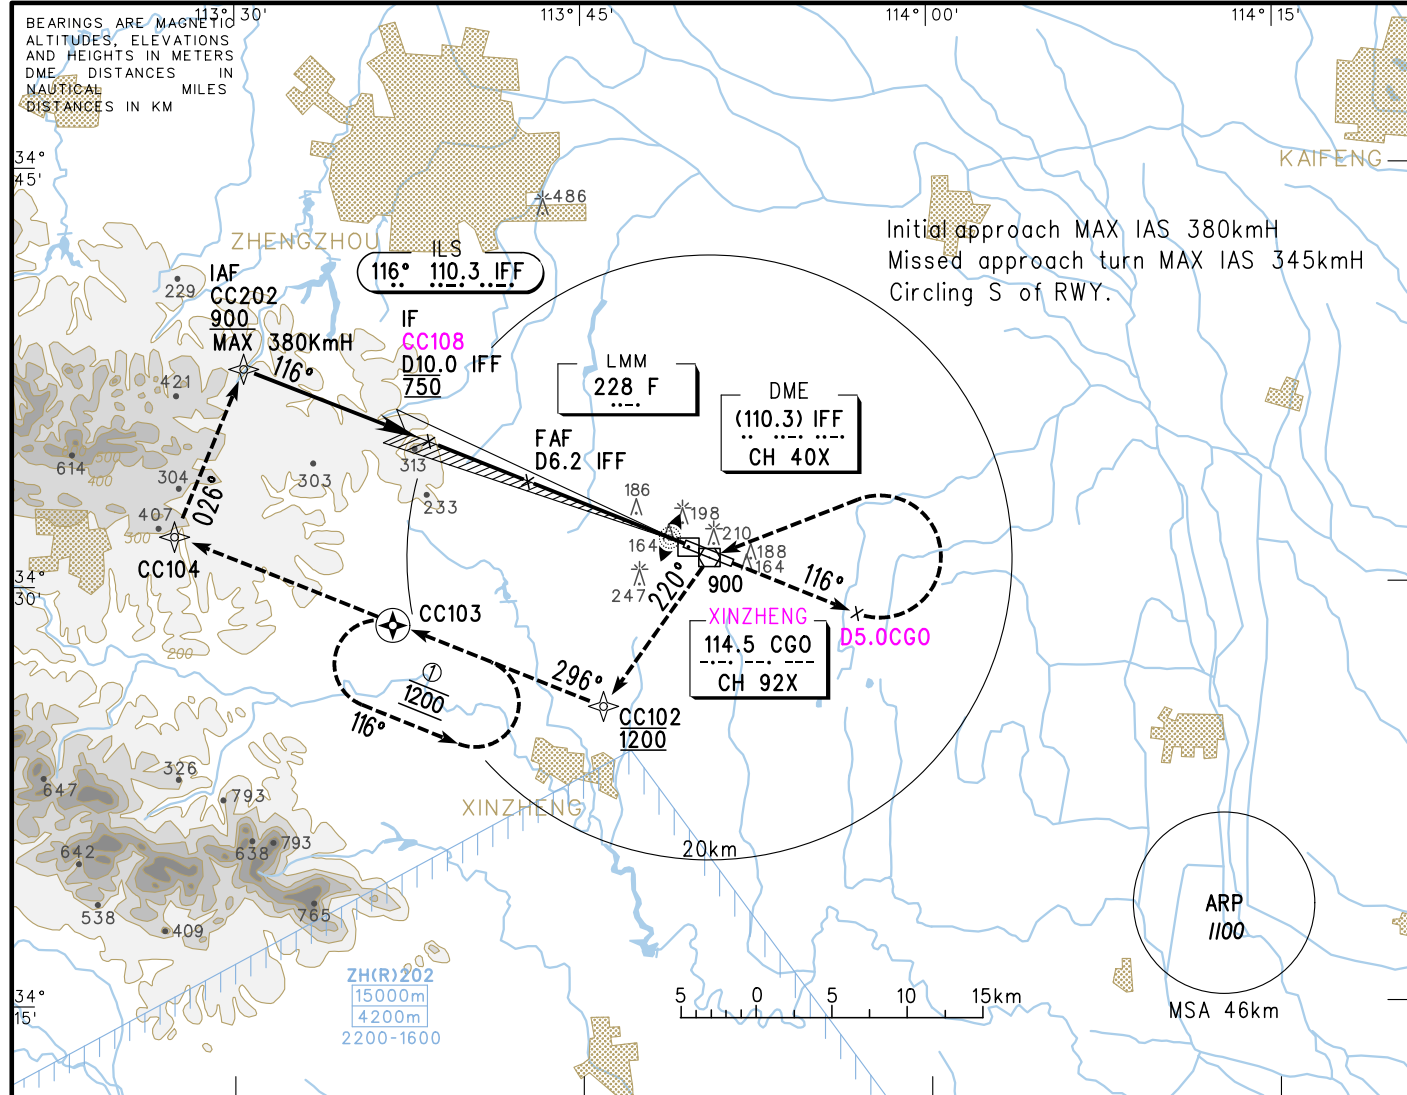 113° 30'
113° 45'
114° 00'
114° 15'
BEARINGS ARE MAGNETIC
ALTITUDES, ELEVATIONS
AND HEIGHTS IN METERS
DME DISTANCES IN
NAUTICAL MILES
DISTANCES IN KM
34°
45'
KAIFENG
486
Initial approach MAX IAS 380kmH
Missed approach turn MAX IAS 345kmH
Circling S of RWY.
ZHENGZHOU
ILS
116° 110.3 IFF
229
IAF
CC202
900
MAX 380KmH
116°
IF
CC108
D10.0 IFF
750
LMM
228 F
DME
(110.3) IFF
CH 40X
421
FAF
D6.2 IFF
614
500
400
304
303
313
233
026°
407
300
186
198
210
164
188
164
247
CC104
34°
30'
220°
900
116°
CC103
XINZHENG
114.5 CGO
CH 92X
D5.0CGO
200
1
1200
296°
116°
CC102
1200
326
647
793
XINZHENG
638
793
642
20km
538
409
765
ARP
1100
MSA 46km
ZH(R)202
15000m
4200m
2200-1600
34°
15'
5 0 5 10 15km